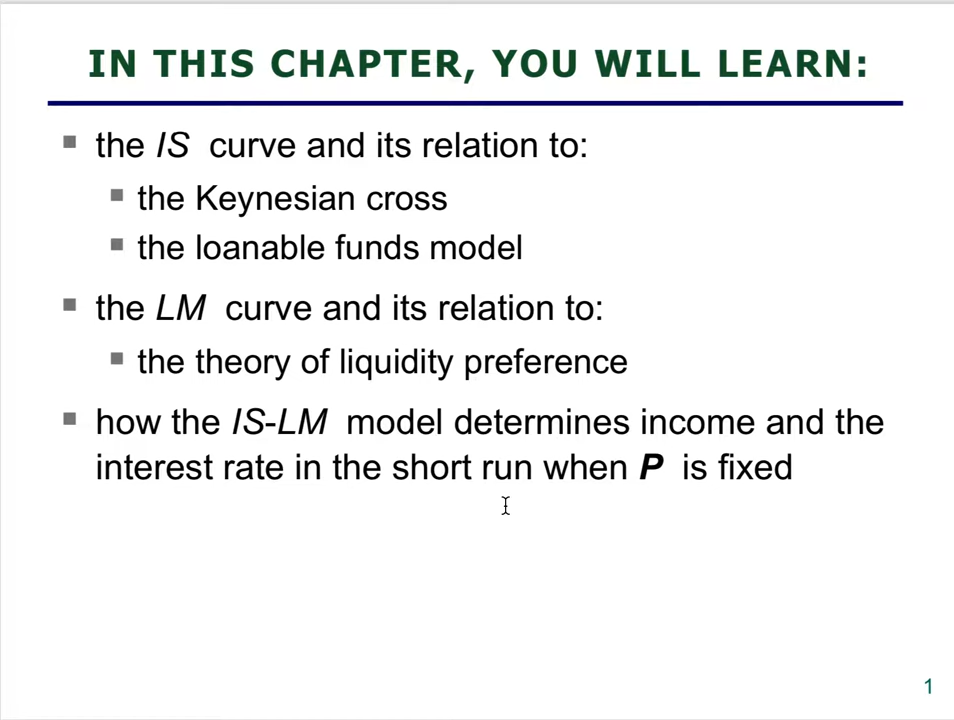 IN THIS CHAPTER, YOU WILL LEARN:
the IS curve and its relation to:
the Keynesian cross
the loanable funds model
the LM curve and its relation to:
the theory of liquidity preference
how the IS-LM model determines income and the
interest rate in the short run when P is fixed
1